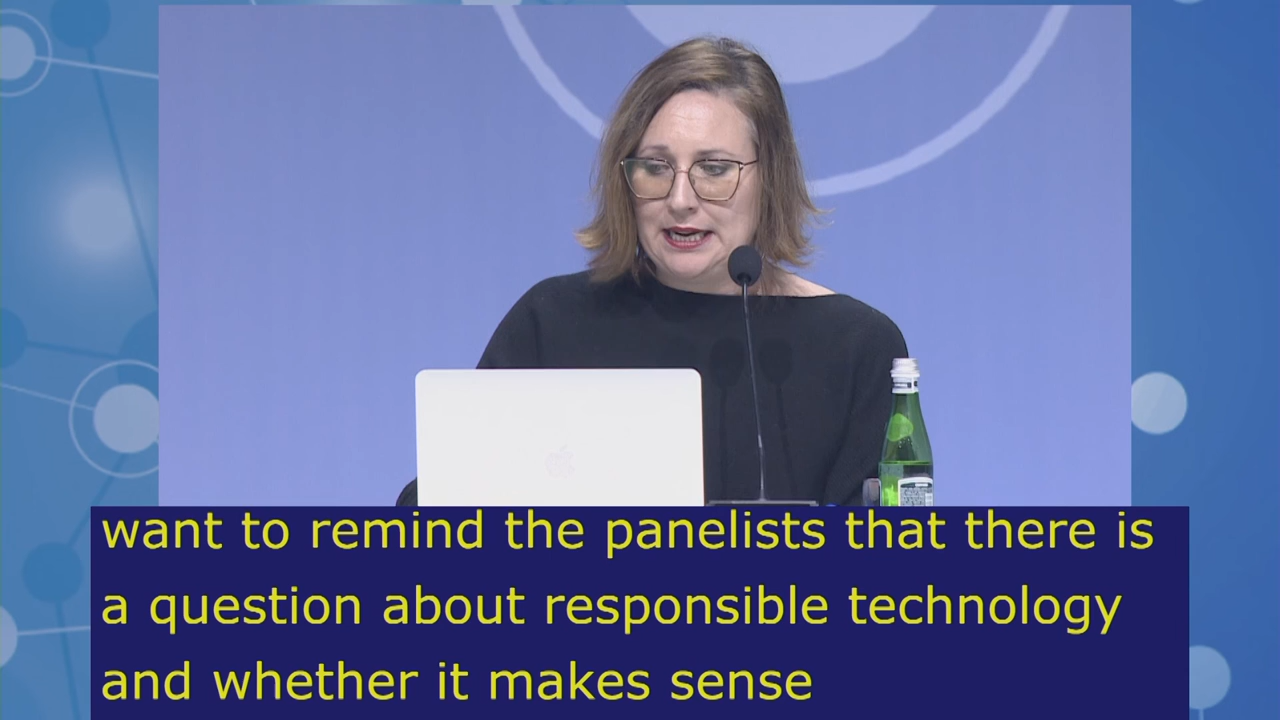 want to remind the panelists that there is
a question about responsible technology
and whether it makes sense